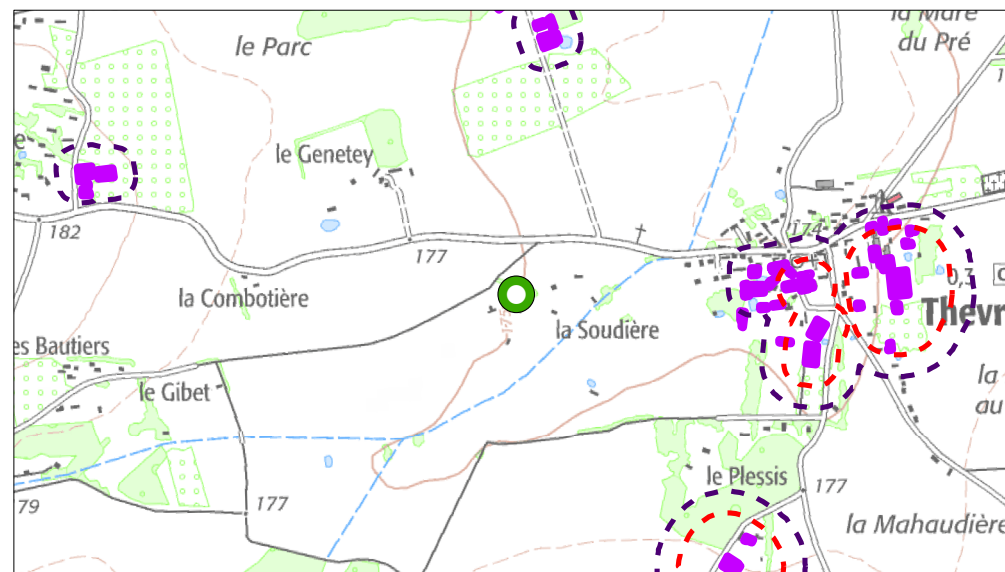 la Mare
du Pré
le Parc
le Genetey
182
174
177
la Combotière
0,3
175
la Soudière
es Bautiers
le Gibet
la
au
le Plessis
177
177
79
la Mahaudière